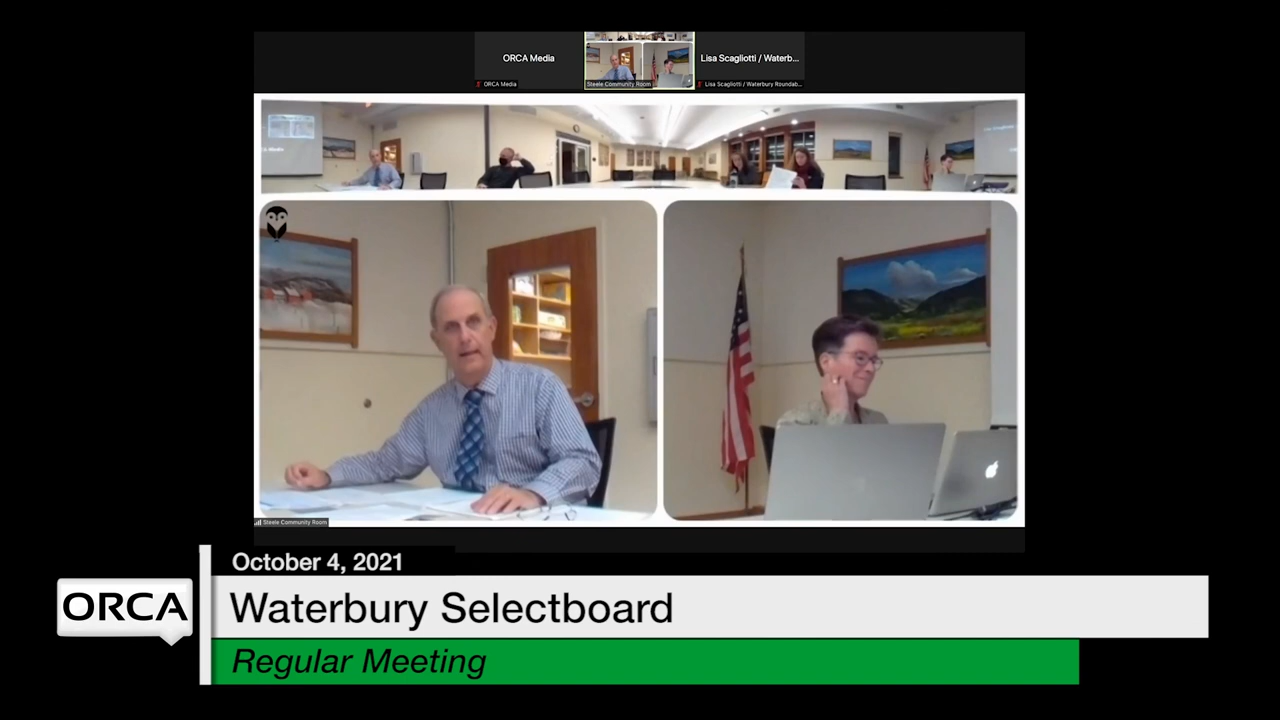 ORCA Media
Lisa Scagliotti / Waterb...
ORCA Media
Steele Community Room
Lisa Scagliotti / Waterbury Roundab...
Steele Community Room
October 4, 2021
ORCA
Waterbury Selectboard
Regular Meeting